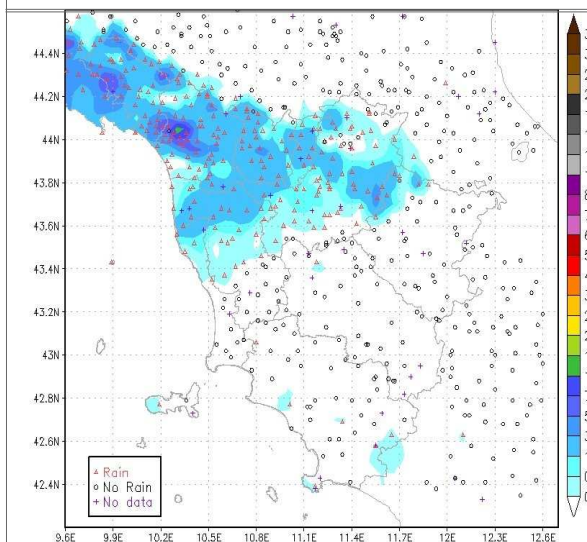 44.4N
44.2N
44N
43.8N
43.6N
43.4N
43.2N
43N
42.8N
42.6N
42.4N
Rain
No Rain
No data
9.6E 9.9E 10.2E 10.5E 10.8E 11.1E 11.4E 11.7E 12E 12.3E 12.6E